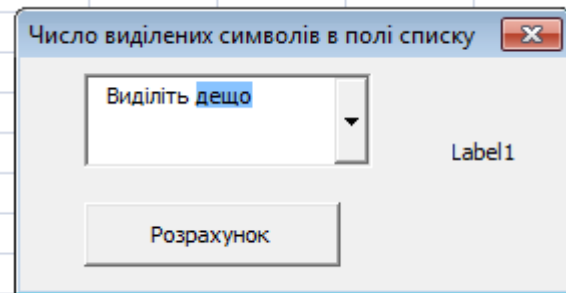 Число виділених символів в полі списку
Виділіть дещо
Label1
Розрахунок